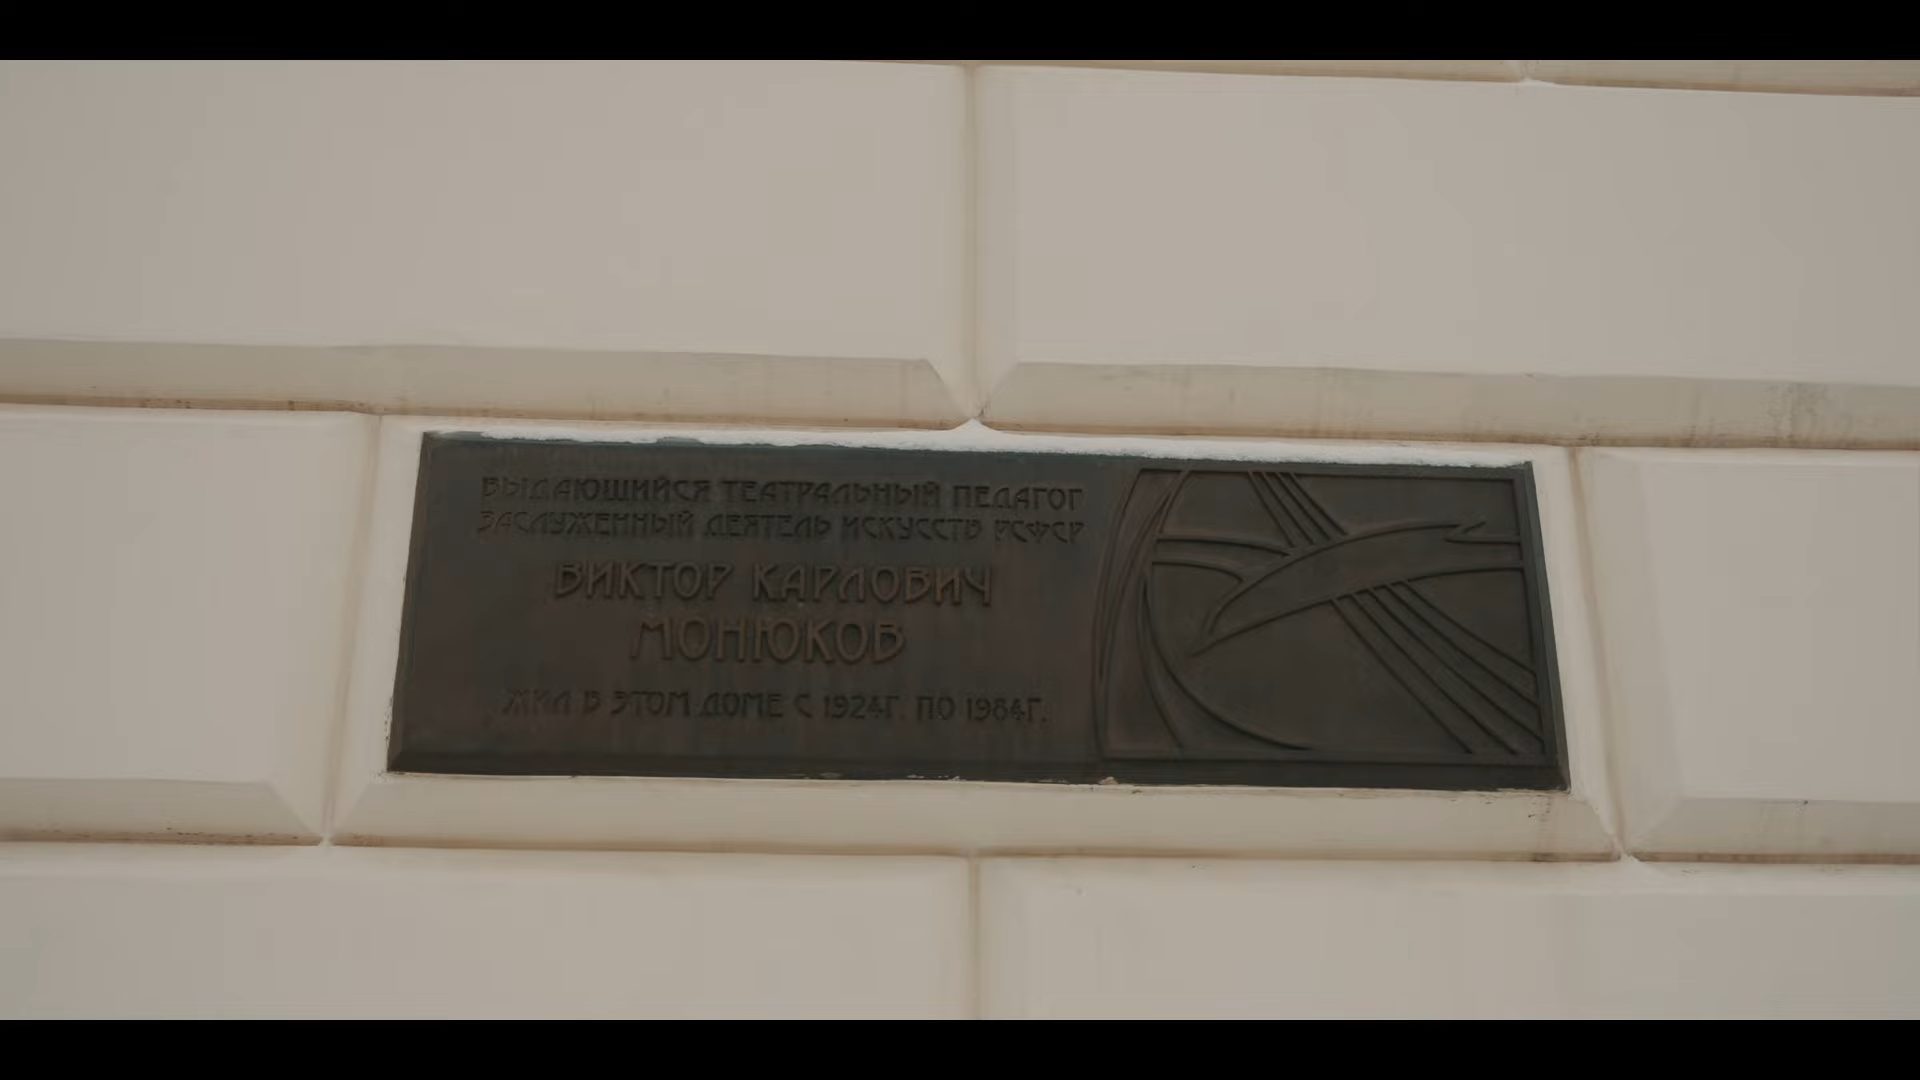 ВЫДАЮЩИЙСЯ ТЕАТРАЛЬНЫЙ ПЕДАГОГ
ЗАСЛУЖЕННЫЙ ДЕЯТЕЛЬ ИСКУССТВ РСФСР
ВИКТОР КАРЛОВИЧ
МОНЮКОВ
ЖИЛ В ЭТОМ ДОМЕ С 1924Г. ПО 1984Г.